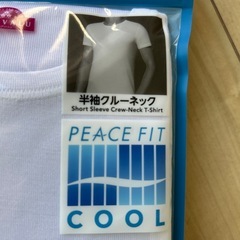 半袖クルーネック
Short Sleeve Crew-Neck T-Shirt
PEACE FIT
COOL